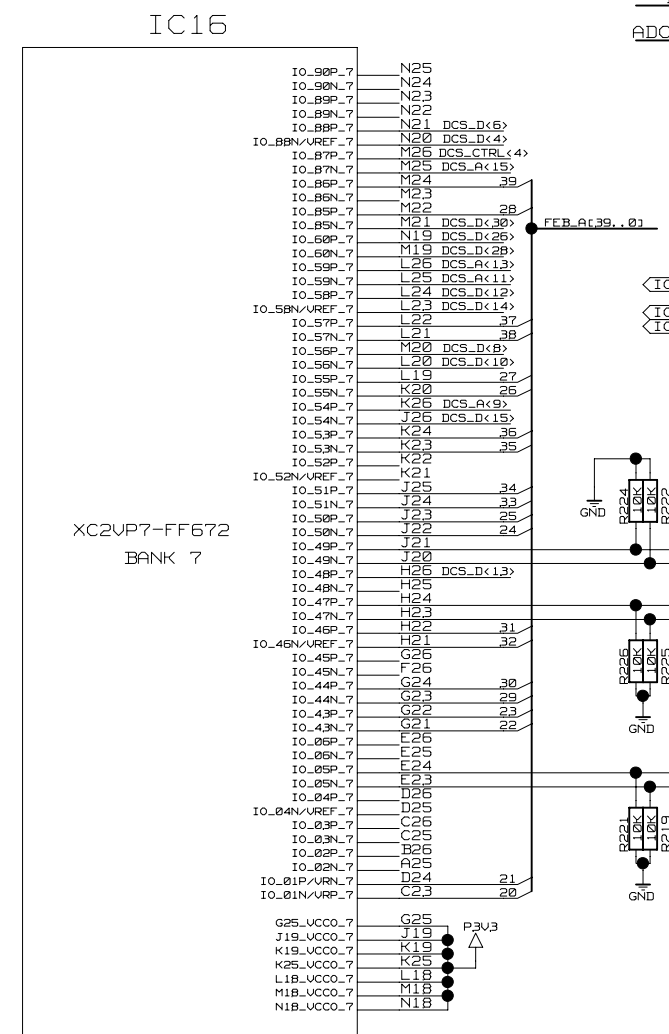 IC16
ADC
IO_90P_7 N25
IO_90N_7 N24
IO_89P_7 N23
IO_89N_7 N22
IO_88P_7 N21 DCS_D<6>
IO_88N/VREF_7 N20 DCS_D<4>
IO_87P_7 M26 DCS_CTRL<4>
IO_87N_7 M25 DCS_A<15>
IO_86P_7 M24 39
IO_86N_7 M23
IO_85P_7 M22 28
IO_85N_7 M21 DCS_D<30> FEB_A[39..0]
IO_60P_7 N19 DCS_D<26>
IO_60N_7 M19 DCS_D<28>
IO_59P_7 L26 DCS_A<13>
IO_59N_7 L25 DCS_A<11>
IO_58P_7 L24 DCS_D<12>
IO_58N/VREF_7 L23 DCS_D<14>
IO_57P_7 L22 37
IO_57N_7 L21 38
IO_56P_7 M20 DCS_D<8>
IO_56N_7 L20 DCS_D<10>
IO_55P_7 L19 27
IO_55N_7 K20 26
IO_54P_7 K26 DCS_A<9>
IO_54N_7 J26 DCS_D<15>
IO_53P_7 K24 36
IO_53N_7 K23 35
IO_52P_7 K22
IO_52N/VREF_7 K21
IO_51P_7 J25 34
IO_51N_7 J24 33
IO_50P_7 J23 25
IO_50N_7 J22 24
IO_49P_7 J21
IO_49N_7 J20
IO_48P_7 H26 DCS_D<13>
IO_48N_7 H25
IO_47P_7 H24
IO_47N_7 H23
IO_46P_7 H22 31
IO_46N/VREF_7 H21 32
IO_45P_7 G26
IO_45N_7 F26
IO_44P_7 G24 30
IO_44N_7 G23 29
IO_43P_7 G22 23
IO_43N_7 G21 22
IO_06P_7 E26
IO_06N_7 E25
IO_05P_7 E24
IO_05N_7 E23
IO_04P_7 D26
IO_04N/VREF_7 D25
IO_03P_7 C26
IO_03N_7 C25
IO_02P_7 B26
IO_02N_7 A25
IO_01P/VRN_7 D24 21
IO_01N/VRP_7 C23 20
G25_VCCO_7 G25
J19_VCCO_7 J19
K19_VCCO_7 K19
K25_VCCO_7 K25
L18_VCCO_7 L18
M18_VCCO_7 M18
N18_VCCO_7 N18
P3V3
XC2VP7-FF672
BANK 7
GND
R224 10K 10K R222
R226 10K 10K R225
GND
R221 10K 10K R219
GND